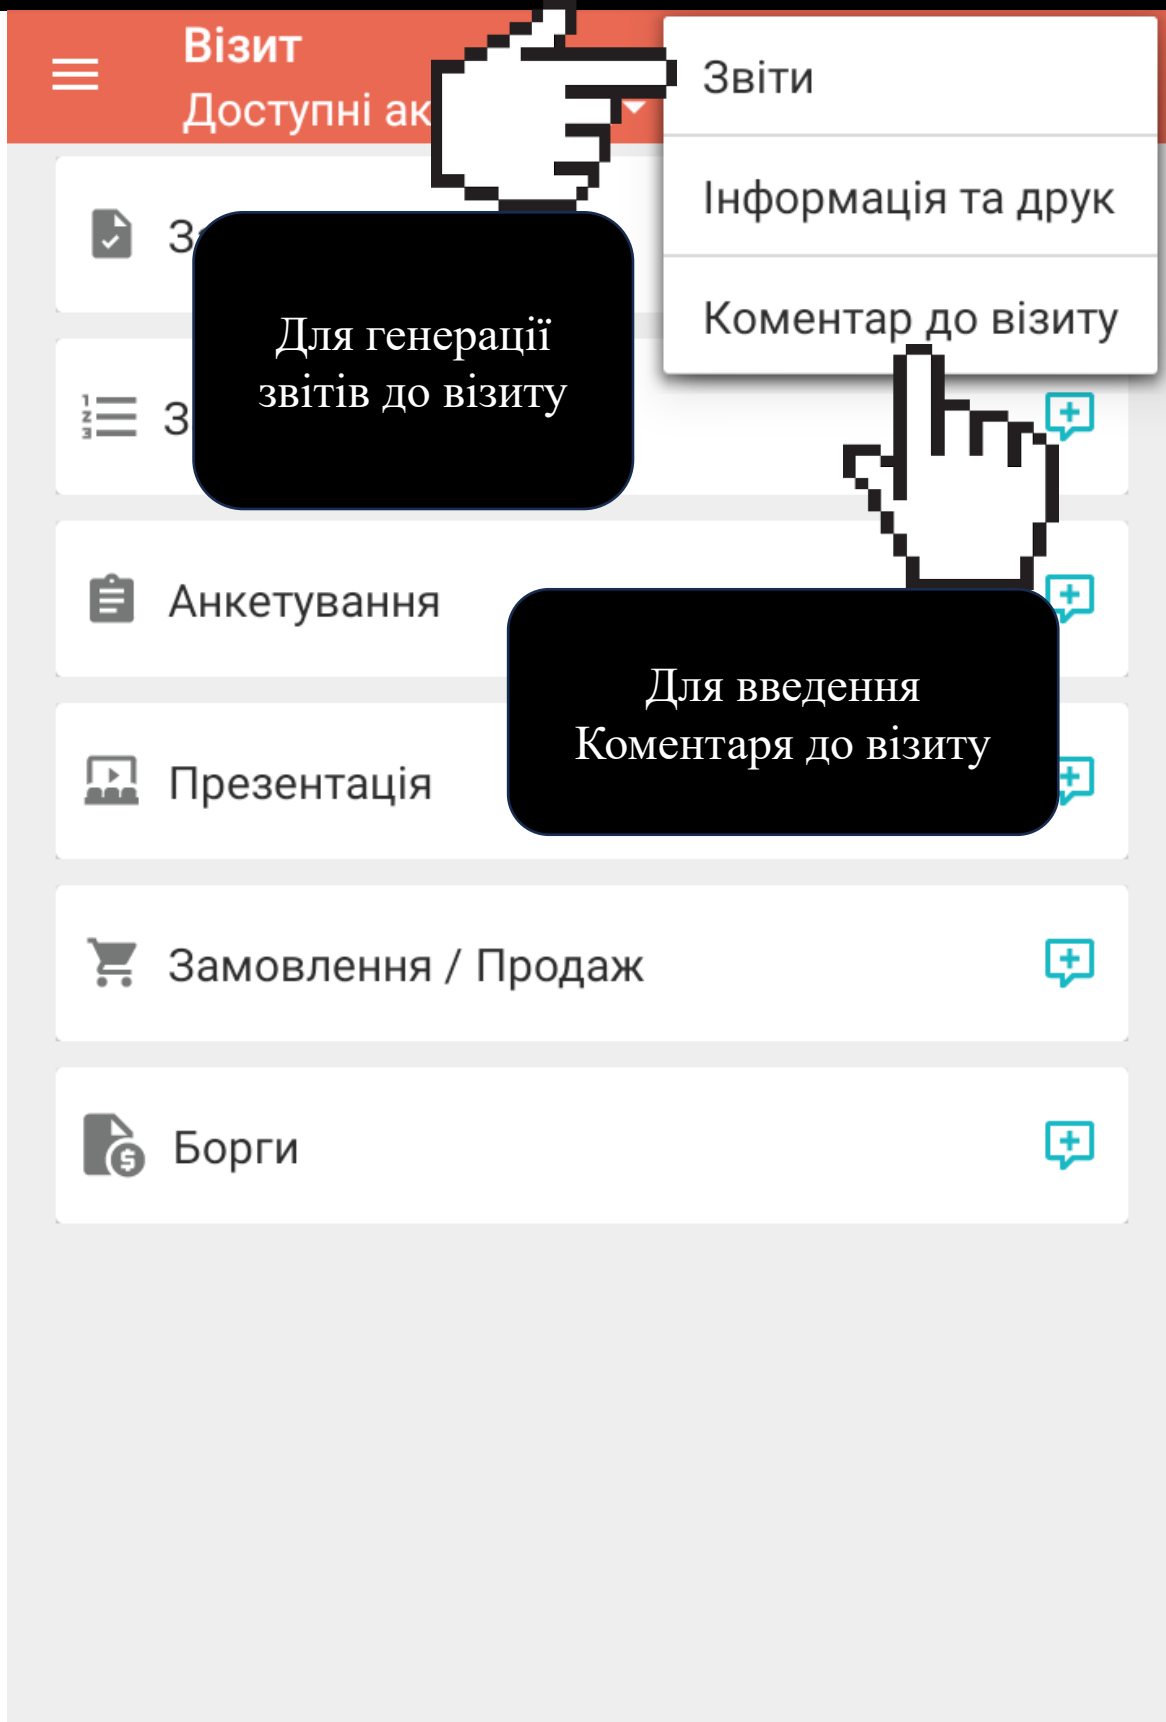 Візит
Доступні
Звіти
Інформація та друк
Коментар до візиту
Для генерації
звітів до візиту
Анкетування
Для введення
Коментаря до візиту
Презентація
Замовлення / Продаж
Борги